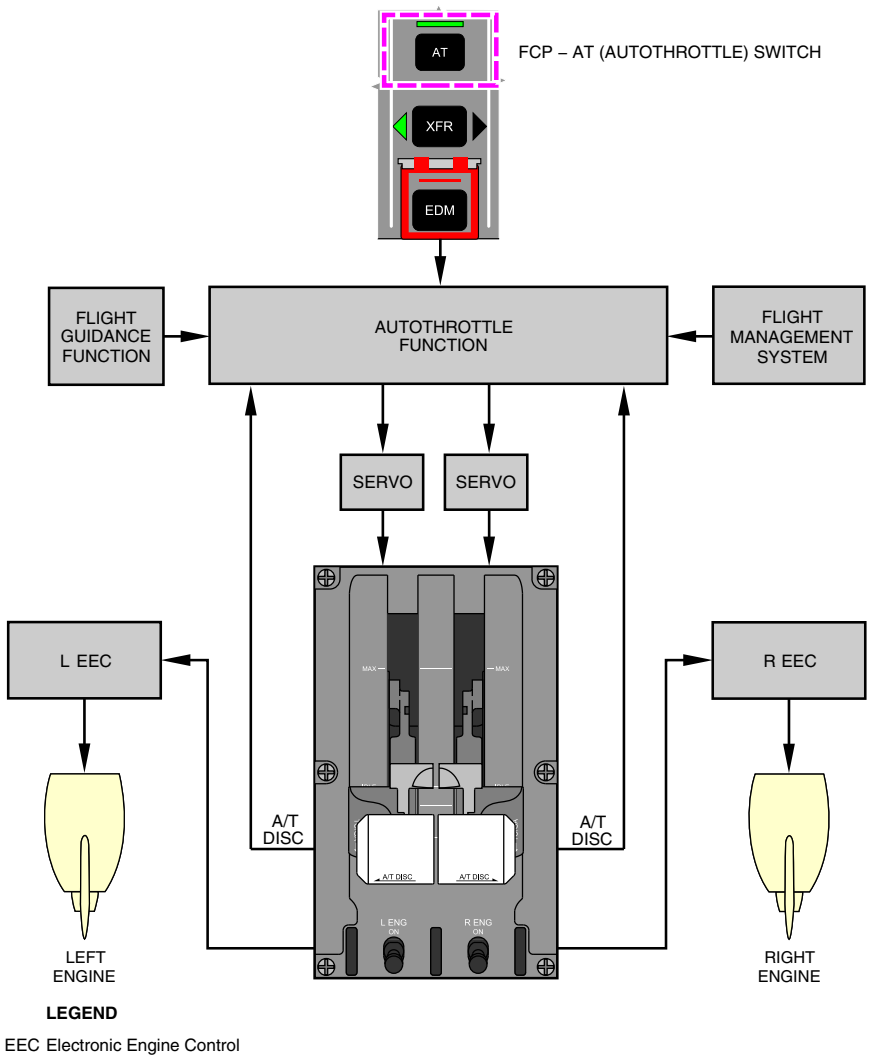 AT
FCP – AT (AUTOTHROTTLE) SWITCH
XFR
EDM
FLIGHT
GUIDANCE
FUNCTION
AUTOTHROTTLE
FUNCTION
FLIGHT
MANAGEMENT
SYSTEM
SERVO
SERVO
L EEC
R EEC
MAX
MAX
A/T
DISC
A/T
DISC
A/T DISC
A/T DISC
L ENG
ON
R ENG
ON
LEFT
ENGINE
RIGHT
ENGINE
LEGEND
EEC Electronic Engine Control